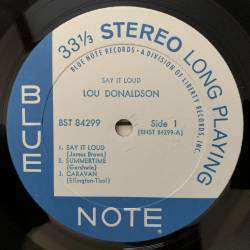 33⅓ STEREO LONG PLAYING
BLUE NOTE RECORDS • A DIVISION OF LIBERTY RECORDS, INC.
SAY IT LOUD
LOU DONALDSON
BST 84299
Side 1
(BNST 84299-A)
1. SAY IT LOUD
(James Brown)
2. SUMMERTIME
(Gershwin)
3. CARAVAN
(Ellington-Tizol)
BLUE
NOTE